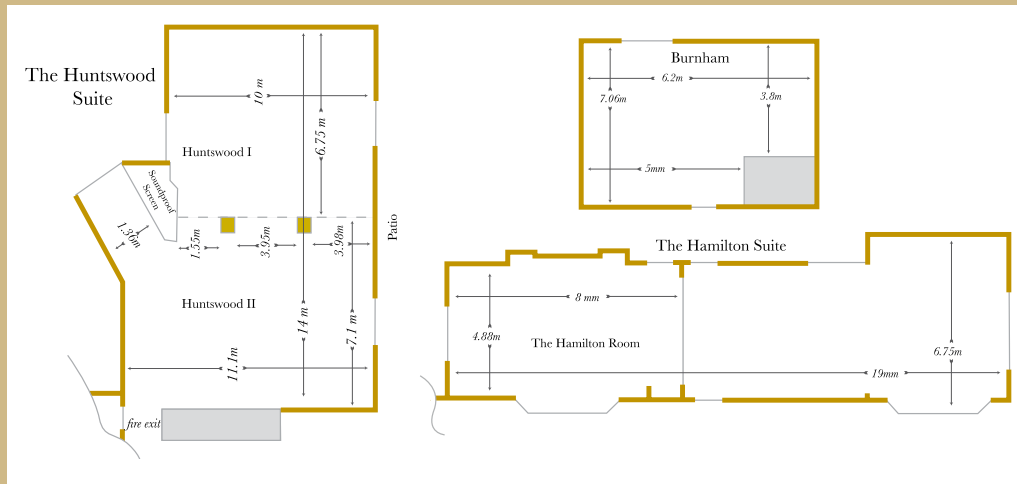 The Huntswood
Suite
10 m
6.75 m
Huntswood I
Soundproof
Screen
1.36m
1.55m
3.95m
3.98m
Patio
Huntswood II
14 m
7.1 m
11.1m
fire exit
Burnham
6.2m
7.06m
3.8m
5mm
The Hamilton Suite
8 mm
4.88m
The Hamilton Room
6.75m
19mm